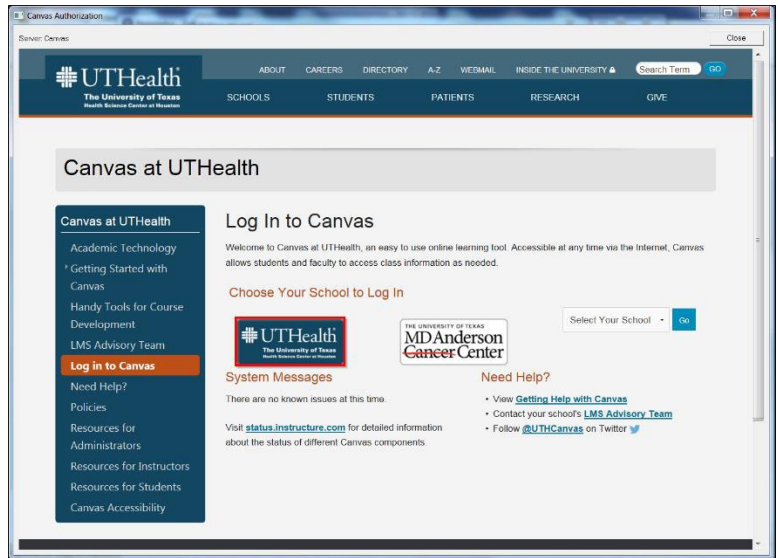 Canvas Authorization
Server: Canvas
Close
UTHealth
The University of Texas
Health Science Center at Houston
ABOUT CAREERS DIRECTORY A-Z WEBMAIL INSIDE THE UNIVERSITY
Search Term GO
SCHOOLS STUDENTS PATIENTS RESEARCH GIVE
Canvas at UTHealth
Canvas at UTHealth
Academic Technology
Getting Started with
Canvas
Handy Tools for Course
Development
LMS Advisory Team
Log in to Canvas
Need Help?
Policies
Resources for
Administrators
Resources for Instructors
Resources for Students
Canvas Accessibility
Log In to Canvas
Welcome to Canvas at UTHealth, an easy to use online learning tool. Accessible at any time via the Internet, Canvas
allows students and faculty to access class information as needed.
Choose Your School to Log In
UTHealth
The University of Texas
Health Science Center at Houston
THE UNIVERSITY OF TEXAS
MD Anderson
Cancer Center
Select Your School Go
System Messages
There are no known issues at this time.
Visit status.instructure.com for detailed information
about the status of different Canvas components.
Need Help?
• View Getting Help with Canvas
• Contact your school's LMS Advisory Team
• Follow @UTHCanvas on Twitter